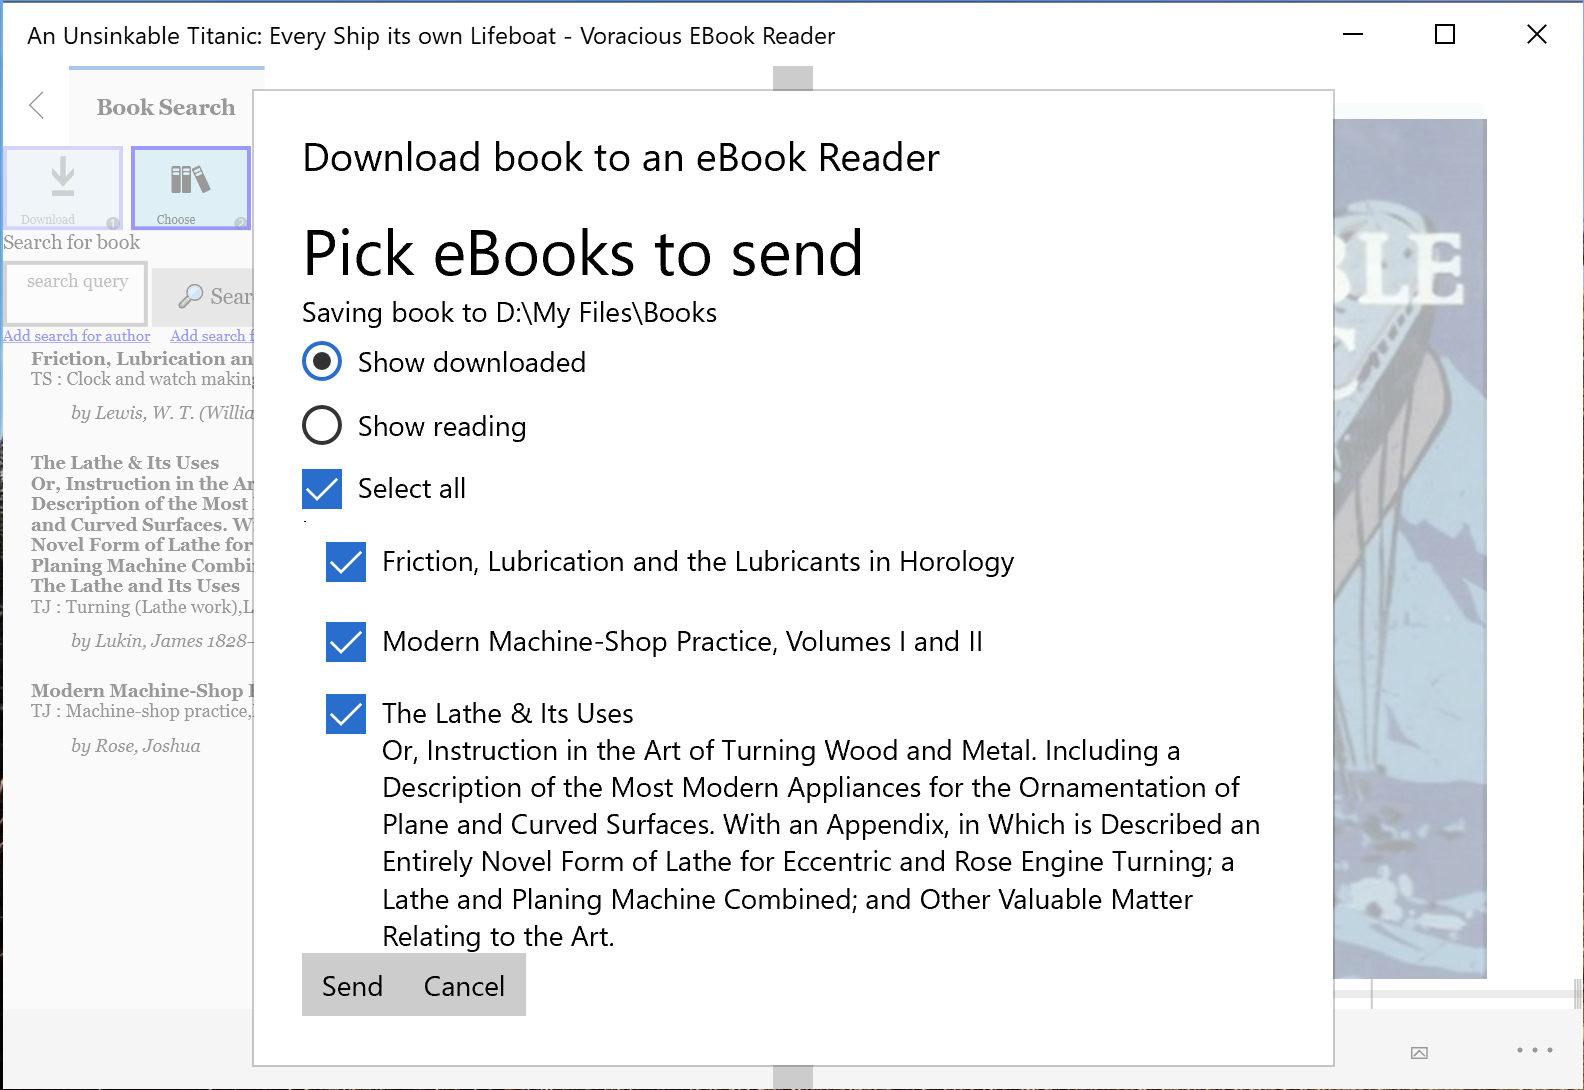 An Unsinkable Titanic: Every Ship its own Lifeboat - Voracious EBook Reader
Book Search
Download 1
Choose 2
Search for book
search query
Sear
Add search for author
Add search f
Friction, Lubrication an
TS : Clock and watch making
by Lewis, W. T. (Willia
The Lathe & Its Uses
Or, Instruction in the Ar
Description of the Most
and Curved Surfaces. W
Novel Form of Lathe for
Planing Machine Combi
The Lathe and Its Uses
TJ : Turning (Lathe work),L
by Lukin, James 1828-
Modern Machine-Shop P
TJ : Machine-shop practice,
by Rose, Joshua
Download book to an eBook Reader
Pick eBooks to send
Saving book to D:\My Files\Books
Show downloaded
Show reading
Select all
.
Friction, Lubrication and the Lubricants in Horology
Modern Machine-Shop Practice, Volumes I and II
The Lathe & Its Uses
Or, Instruction in the Art of Turning Wood and Metal. Including a
Description of the Most Modern Appliances for the Ornamentation of
Plane and Curved Surfaces. With an Appendix, in Which is Described an
Entirely Novel Form of Lathe for Eccentric and Rose Engine Turning; a
Lathe and Planing Machine Combined; and Other Valuable Matter
Relating to the Art.
Send Cancel
BLE